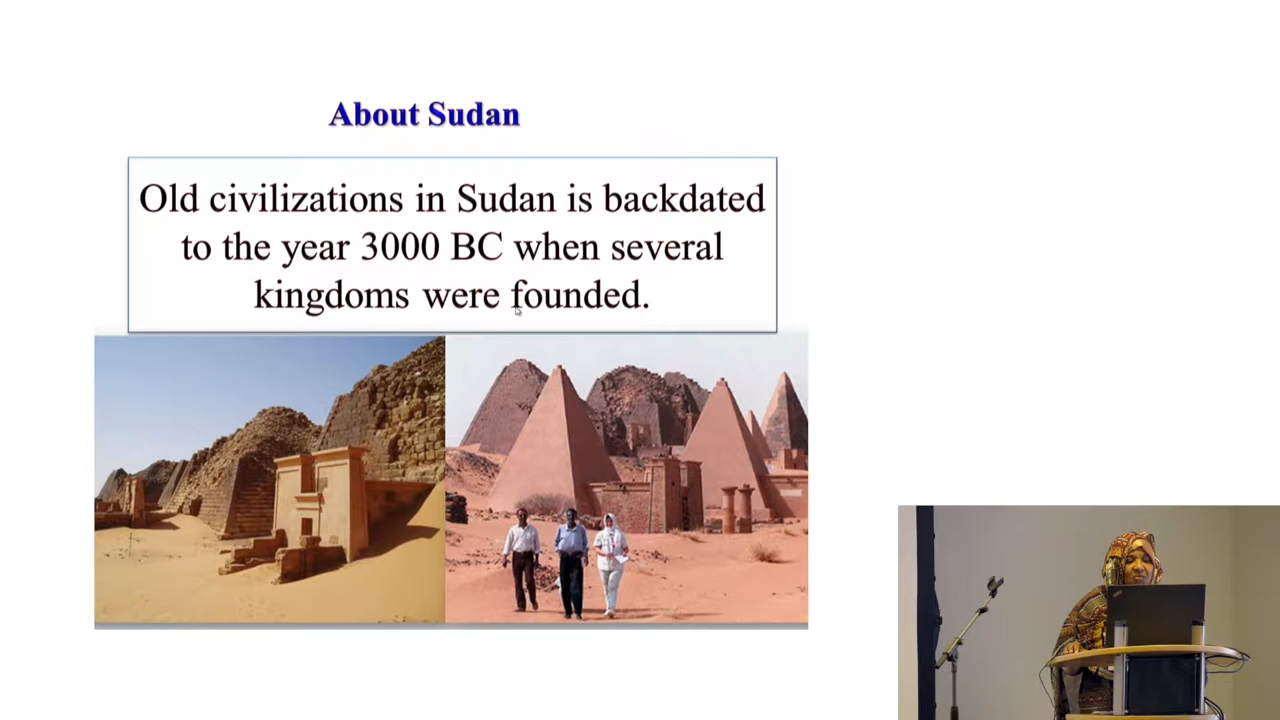 About Sudan
Old civilizations in Sudan is backdated
to the year 3000 BC when several
kingdoms were founded.